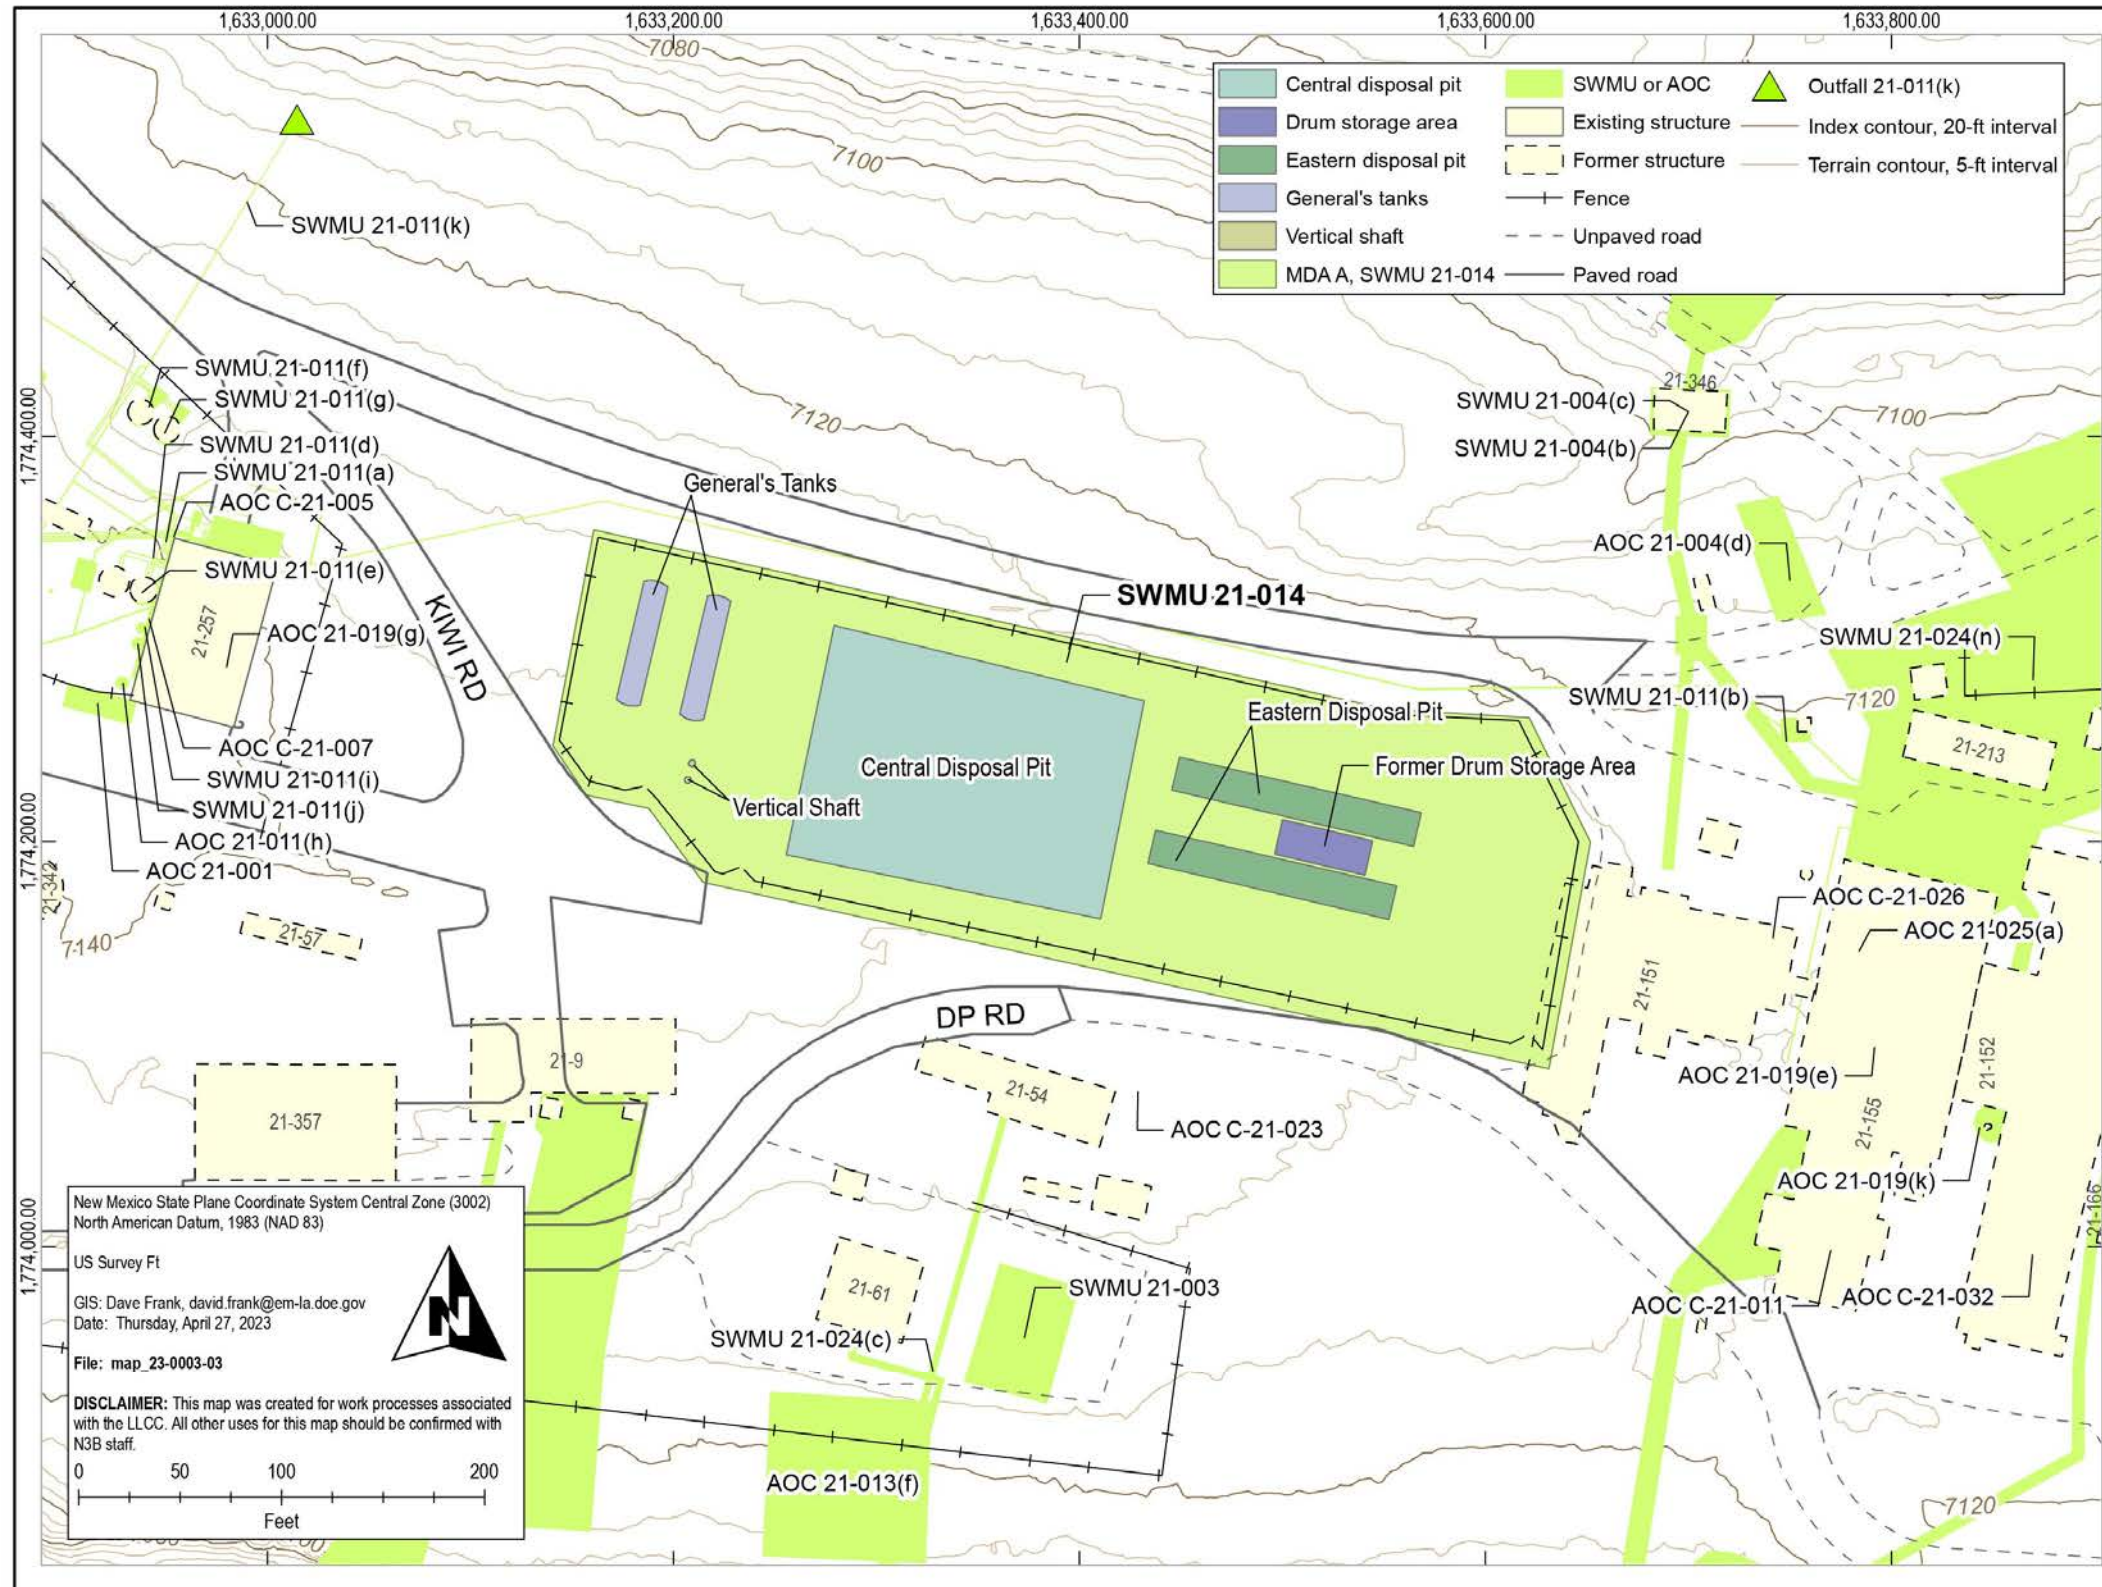 1,633,000.00
1,633,200.00
1,633,400.00
1,633,600.00
1,633,800.00
7080
Central disposal pit
Drum storage area
Eastern disposal pit
General's tanks
Vertical shaft
MDA A, SWMU 21-014
SWMU or AOC
Existing structure
Former structure
Fence
Unpaved road
Paved road
Outfall 21-011(k)
Index contour, 20-ft interval
Terrain contour, 5-ft interval
7100
SWMU 21-011(k)
SWMU 21-011(f)
SWMU 21-011(g)
SWMU 21-011(d)
SWMU 21-011(a)
AOC C-21-005
SWMU 21-011(e)
21-257
AOC 21-019(g)
KIWI RD
AOC C-21-007
SWMU 21-011(i)
SWMU 21-011(j)
AOC 21-011(h)
AOC 21-001
1,774,400.00
1,774,200.00
1,774,000.00
21-342
7140
21-57
7120
General's Tanks
SWMU 21-014
Central Disposal Pit
Vertical Shaft
Eastern Disposal Pit
Former Drum Storage Area
21-346
SWMU 21-004(c)
SWMU 21-004(b)
7100
AOC 21-004(d)
SWMU 21-024(n)
SWMU 21-011(b)
7120
21-213
AOC C-21-026
AOC 21-025(a)
21-151
AOC 21-019(e)
21-152
21-155
AOC 21-019(k)
21-166
AOC C-21-011
AOC C-21-032
7120
DP RD
21-9
21-357
21-54
AOC C-21-023
21-61
SWMU 21-003
SWMU 21-024(c)
AOC 21-013(f)
New Mexico State Plane Coordinate System Central Zone (3002)
North American Datum, 1983 (NAD 83)
US Survey Ft
GIS: Dave Frank, david.frank@em-la.doe.gov
Date: Thursday, April 27, 2023
File: map_23-0003-03
N
DISCLAIMER: This map was created for work processes associated
with the LLCC. All other uses for this map should be confirmed with
N3B staff.
0 50 100 200
Feet